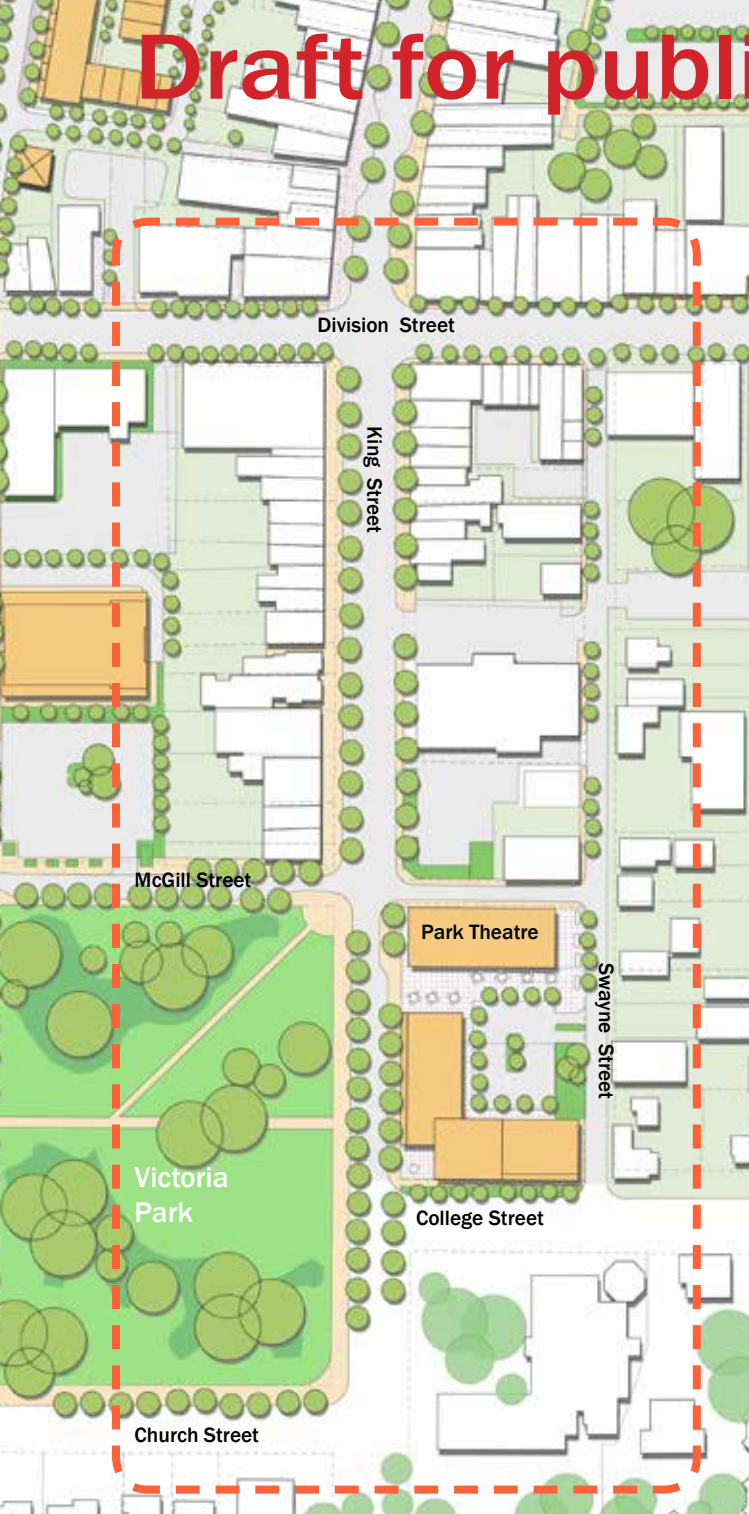 Draft for publi
Division Street
King Street
McGill Street
Park Theatre
Swayne Street
Victoria
Park
College Street
Church Street